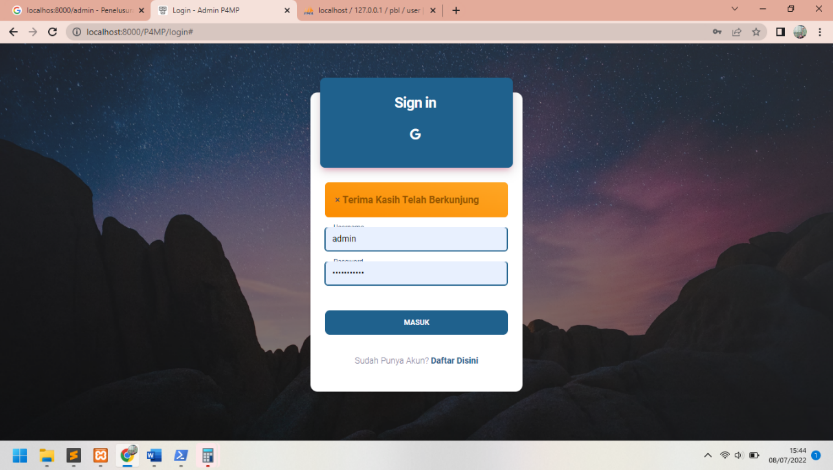 localhos:8000/admin - Penelusur
Login - Admin P4MP
localhost / 127.0.0.1 / pbl / user |
localhost:8000/P4MP/login#
Sign in
G
× Terima Kasih Telah Berkunjung
Username
admin
Password
•••••••••••
MASUK
Sudah Punya Akun? Daftar Disini
15:44
08/07/2022
1